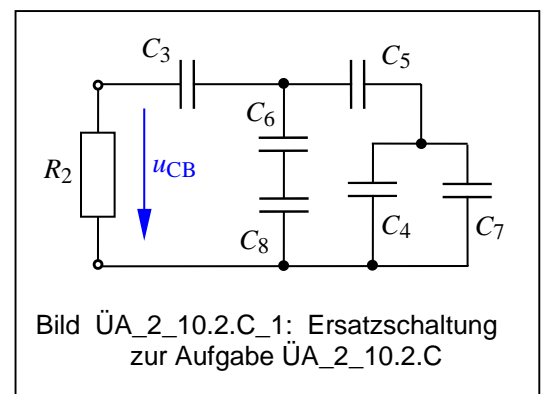 C3
C5
C6
R2
uCB
C8
C4
C7
Bild ÜA_2_10.2.C_1: Ersatzschaltung
zur Aufgabe ÜA_2_10.2.C